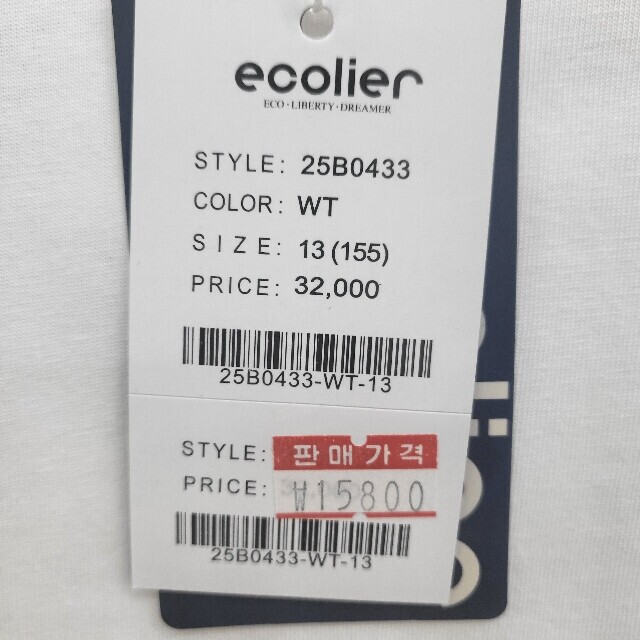 ecolier
ECO·LIBERTY·DREAMER
STYLE: 25B0433
COLOR: WT
SIZE: 13 (155)
PRICE: 32,000
25B0433-WT-13
STYLE: 판매가격
PRICE: ₩15800
25B0433-WT-13